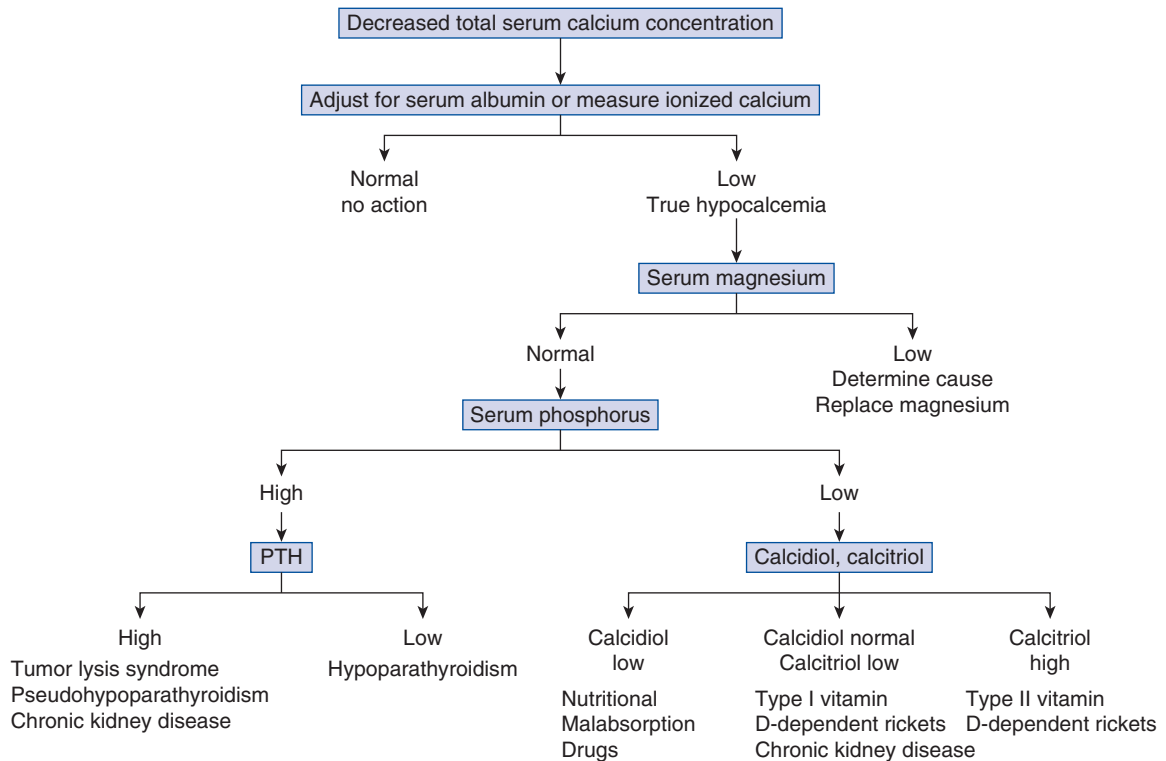 Decreased total serum calcium concentration
Adjust for serum albumin or measure ionized calcium
Normal
no action
Low
True hypocalcemia
Serum magnesium
Normal
Low
Determine cause
Replace magnesium
Serum phosphorus
High
Low
PTH
Calcidiol, calcitriol
High
Tumor lysis syndrome
Pseudohypoparathyroidism
Chronic kidney disease
Low
Hypoparathyroidism
Calcidiol
low
Nutritional
Malabsorption
Drugs
Calcidiol normal
Calcitriol low
Type I vitamin
D-dependent rickets
Chronic kidney disease
Calcitriol
high
Type II vitamin
D-dependent rickets